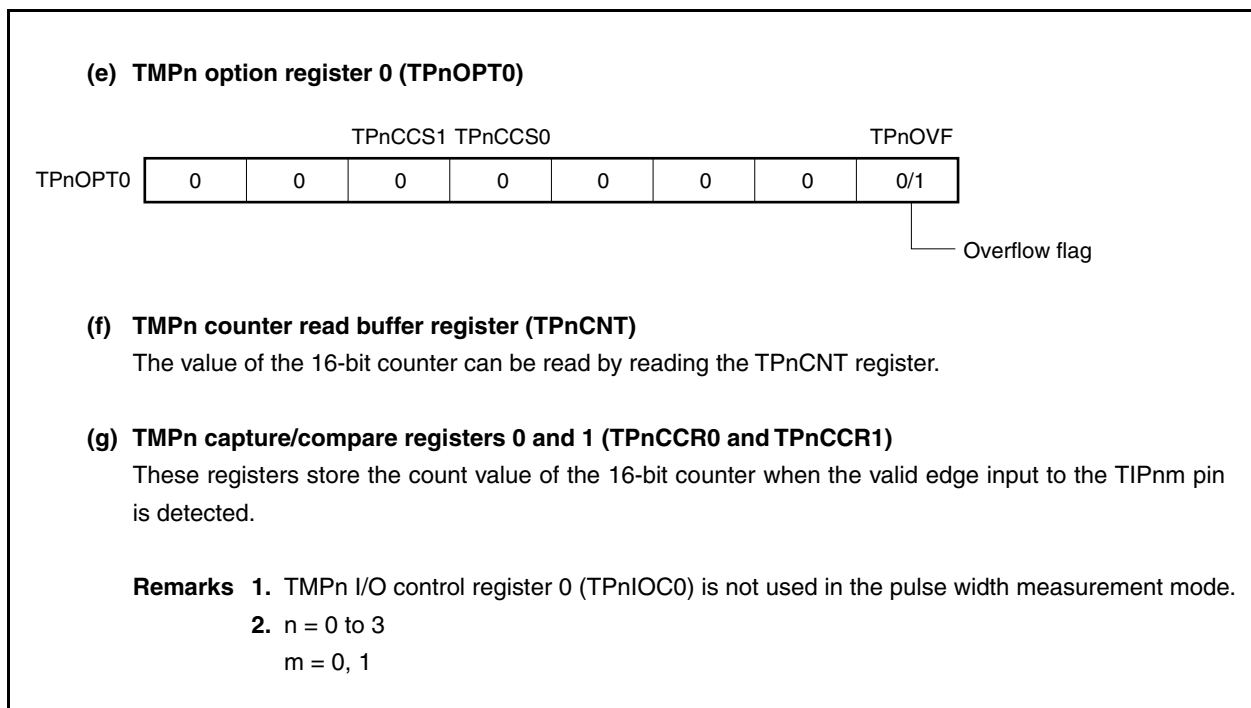 (e) TMPn option register 0 (TPnOPT0)
TPnCCS1 TPnCCS0 TPnOVF
TPnOPT0 0 0 0 0 0 0 0 0/1
Overflow flag
(f) TMPn counter read buffer register (TPnCNT)
The value of the 16-bit counter can be read by reading the TPnCNT register.
(g) TMPn capture/compare registers 0 and 1 (TPnCCR0 and TPnCCR1)
These registers store the count value of the 16-bit counter when the valid edge input to the TIPnm pin
is detected.
Remarks 1. TMPn I/O control register 0 (TPnIOC0) is not used in the pulse width measurement mode.
2. n = 0 to 3
m = 0, 1